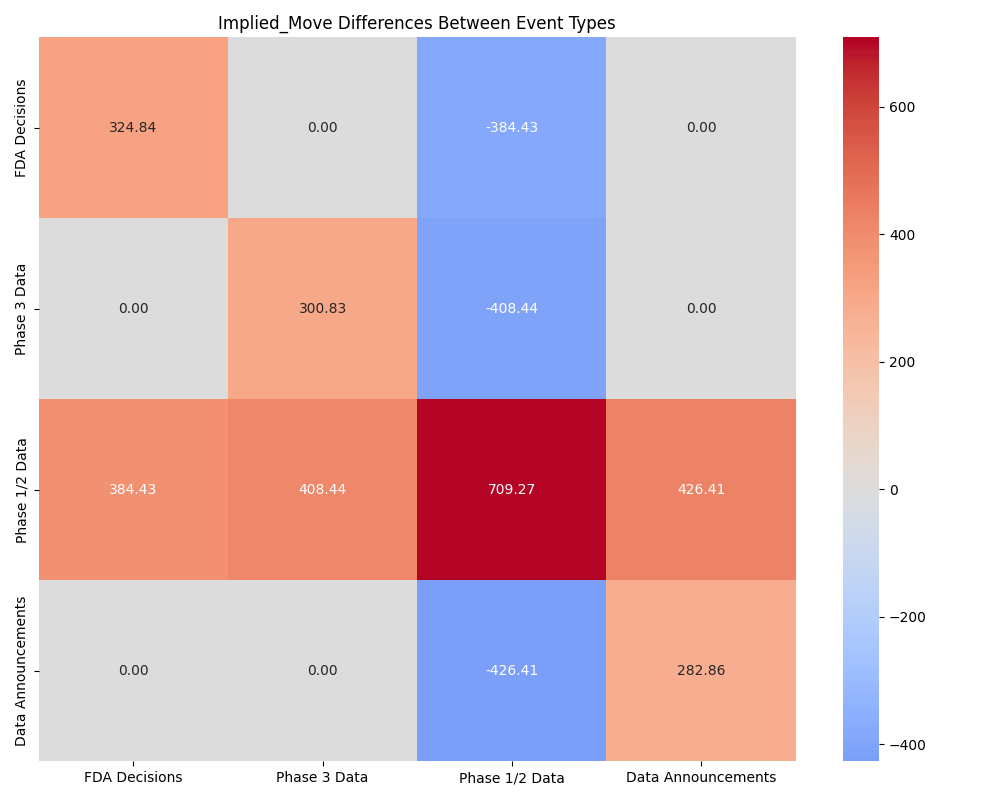 Implied_Move Differences Between Event Types
FDA Decisions
324.84 0.00 -384.43 0.00
Phase 3 Data
0.00 300.83 -408.44 0.00
Phase 1/2 Data
384.43 408.44 709.27 426.41
Data Announcements
0.00 0.00 -426.41 282.86
FDA Decisions Phase 3 Data Phase 1/2 Data Data Announcements
600
400
200
0
−200
−400